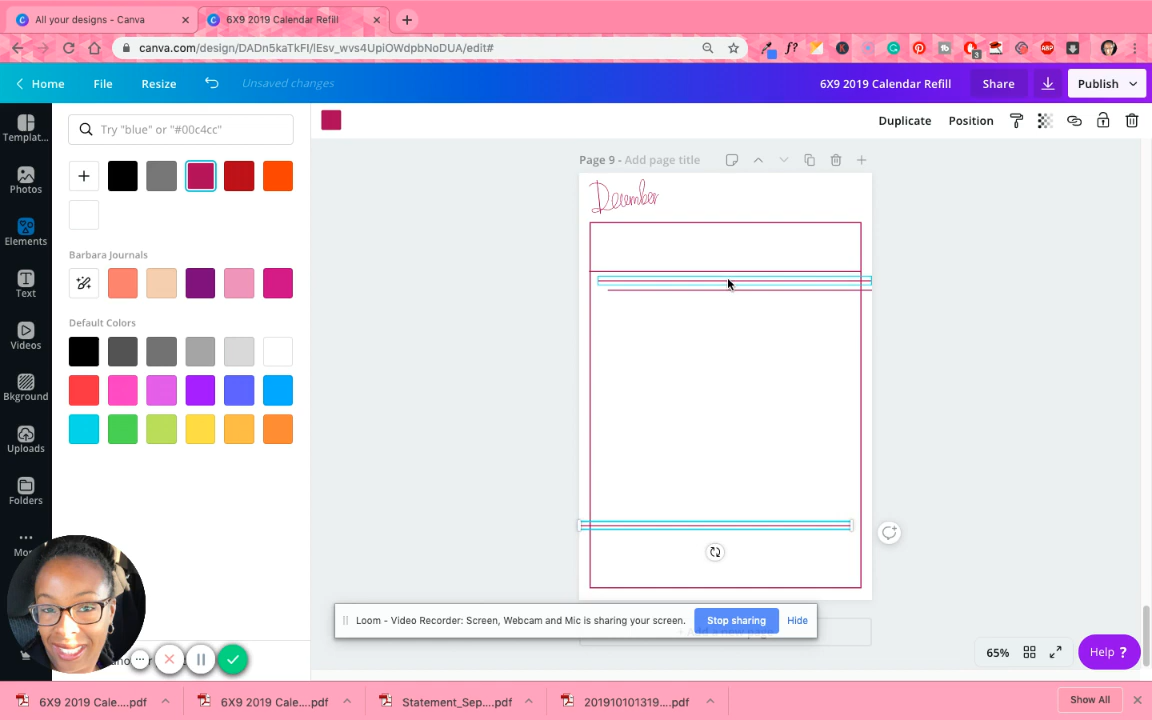 All your designs - Canva
6X9 2019 Calendar Refill
canva.com/design/DADn5kaTkFI/lEsv_wvs4UpiOWdpbNoDUA/edit#
Home
File
Resize
Unsaved changes
6X9 2019 Calendar Refill
Share
Publish
Templat...
Photos
Elements
Text
Videos
Bkground
Uploads
Folders
Try "blue" or "#00c4cc"
Barbara Journals
Default Colors
Duplicate
Position
Page 9 - Add page title
December
Loom - Video Recorder: Screen, Webcam and Mic is sharing your screen.
Stop sharing
Hide
65%
Help ?
6X9 2019 Cale....pdf
6X9 2019 Cale....pdf
Statement_Sep....pdf
201910101319....pdf
Show All